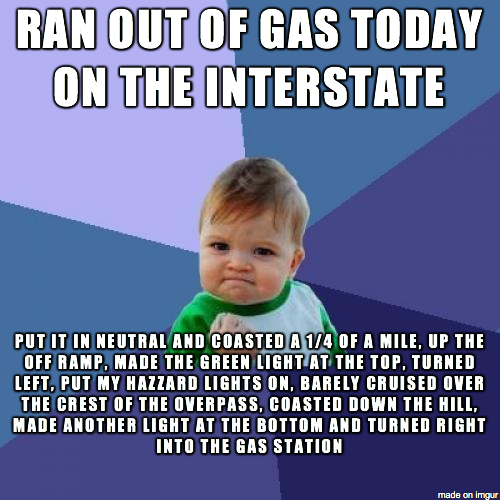 RAN OUT OF GAS TODAY
ON THE INTERSTATE
PUT IT IN NEUTRAL AND COASTED A 1/4 OF A MILE, UP THE
OFF RAMP, MADE THE GREEN LIGHT AT THE TOP, TURNED
LEFT, PUT MY HAZZARD LIGHTS ON, BARELY CRUISED OVER
THE CREST OF THE OVERPASS, COASTED DOWN THE HILL,
MADE ANOTHER LIGHT AT THE BOTTOM AND TURNED RIGHT
INTO THE GAS STATION
made on imgur